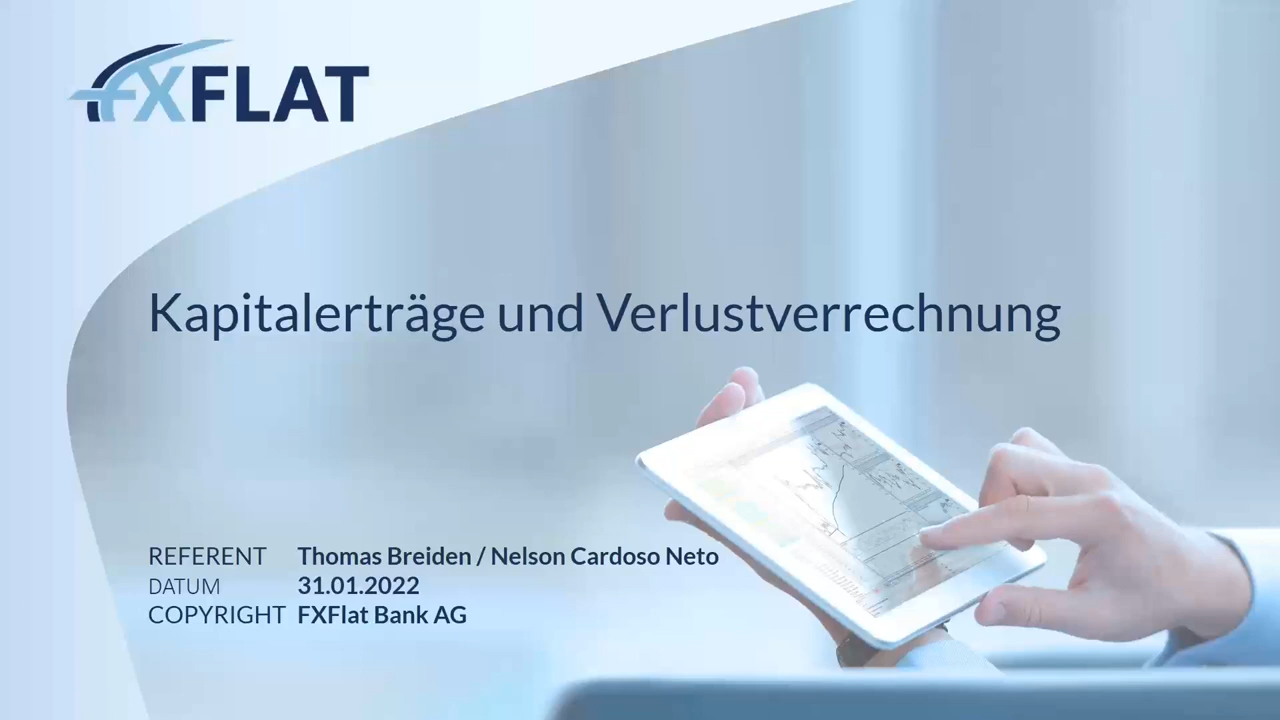 FXFLAT
Kapitalerträge und Verlustverrechnung
REFERENT Thomas Breiden / Nelson Cardoso Neto
DATUM 31.01.2022
COPYRIGHT FXFlat Bank AG